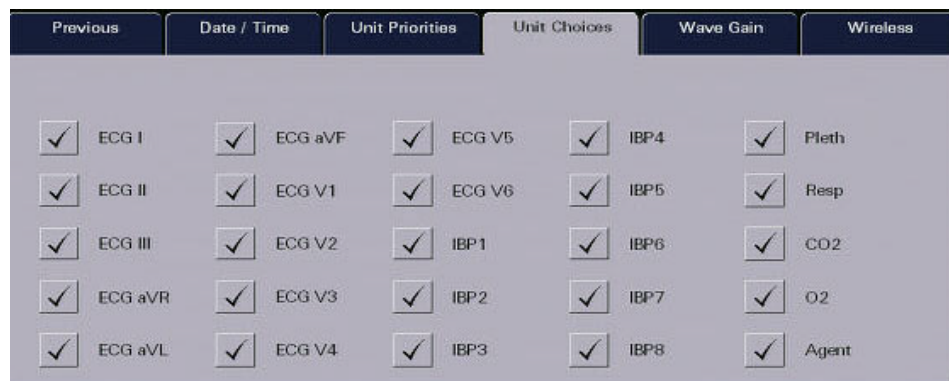 Previous Date / Time Unit Priorities Unit Choices Wave Gain Wireless
ECG I ECG aVF ECG V5 IBP4 Pleth
ECG II ECG V1 ECG V6 IBP5 Resp
ECG III ECG V2 IBP1 IBP6 CO2
ECG aVR ECG V3 IBP2 IBP7 O2
ECG aVL ECG V4 IBP3 IBP8 Agent